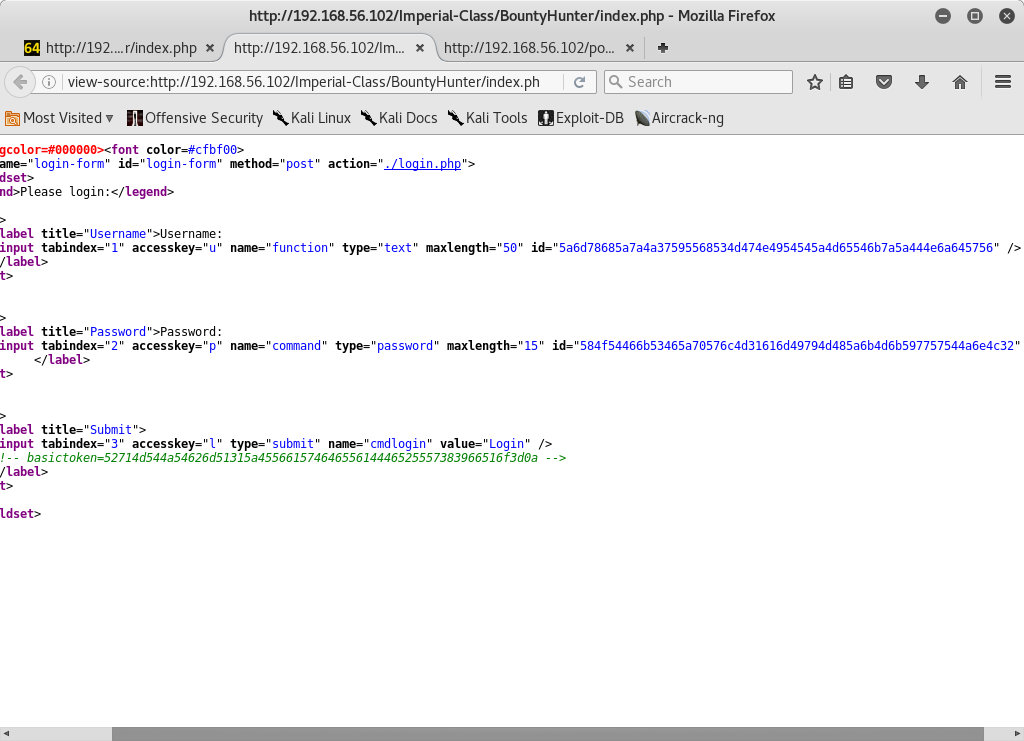 http://192.168.56.102/Imperial-Class/BountyHunter/index.php - Mozilla Firefox
64 http://192....r/index.php × http://192.168.56.102/Im... × http://192.168.56.102/po... ×
view-source:http://192.168.56.102/Imperial-Class/BountyHunter/index.ph Search
Most Visited Offensive Security Kali Linux Kali Docs Kali Tools Exploit-DB Aircrack-ng
gcolor=#000000><font color=#cfbf00>
ame="login-form" id="login-form" method="post" action="./login.php">
dset>
nd>Please login:</legend>
>
label title="Username">Username:
input tabindex="1" accesskey="u" name="function" type="text" maxlength="50" id="5a6d78685a7a4a37595568534d474e4954545a4d65546b7a5a444e6a645756" />
/label>
t>
>
label title="Password">Password:
input tabindex="2" accesskey="p" name="command" type="password" maxlength="15" id="584f54466b53465a70576c4d31616d49794d485a6b4d6b597757544a6e4c32"
</label>
t>
>
label title="Submit">
input tabindex="3" accesskey="l" type="submit" name="cmdlogin" value="Login" />
!-- basictoken=52714d544a54626d51315a45566157464655614446525557383966516f3d0a -->
/label>
t>
ldset>